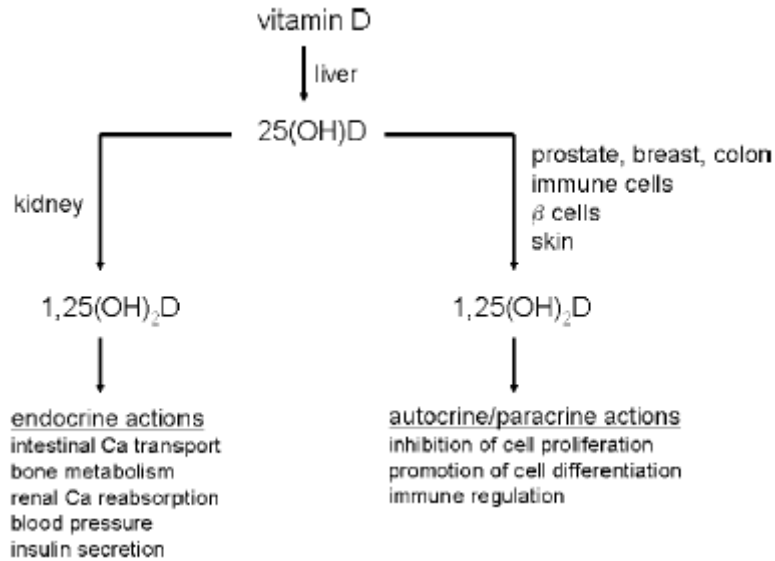 vitamin D
liver
25(OH)D
kidney
prostate, breast, colon
immune cells
β cells
skin
1,25(OH)₂D
1,25(OH)₂D
endocrine actions
intestinal Ca transport
bone metabolism
renal Ca reabsorption
blood pressure
insulin secretion
autocrine/paracrine actions
inhibition of cell proliferation
promotion of cell differentiation
immune regulation